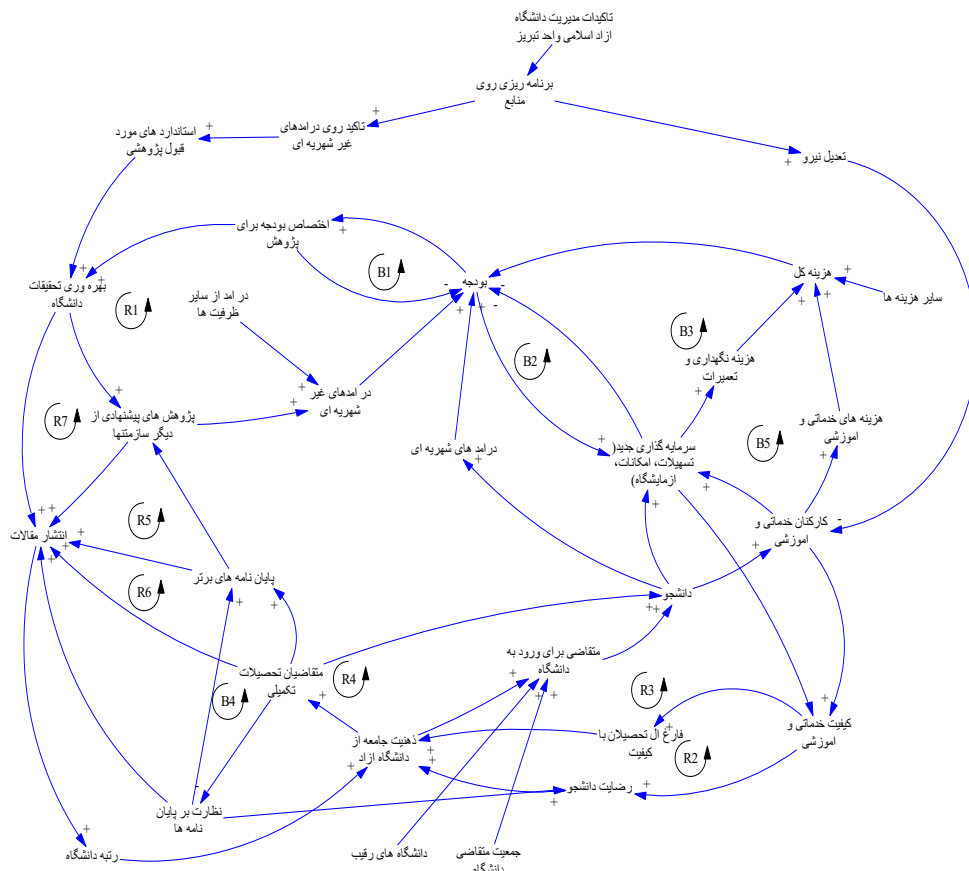 تاکیدات مدیریت دانشگاه
ازاد اسلامی واحد تبریز
برنامه ریزی روی
منابع
تاکید روی درامدهای
غیر شهریه ای
استاندارد های مورد
قبول پژوهشی
تعدیل نیرو
اختصاص بودجه برای
پژوهش
بودجه
B1
هزینه کل
سایر هزینه ها
بهره وری تحقیقات
دانشگاه
R1
در امد از سایر
ظرفیت ها
B2
B3
هزینه نگهداری و
تعمیرات
در امدهای غیر
شهریه ای
پژوهش های پیشنهادی از
دیگر سازمتنها
R7
درامد های شهریه ای
سرمایه گذاری جدید(
تسهیلات، امکانات،
ازمایشگاه)
هزینه های خدماتی و
اموزشی
B5
R5
انتشار مقالات
کارکنان خدماتی و
اموزشی
پایان نامه های برتر
R6
دانشجو
متقاضیان تحصیلات
تکمیلی
R4
متقاضی برای ورود به
دانشگاه
B4
R3
کیفیت خدماتی و
اموزشی
فارغ ال تحصیلان با
کیفیت
R2
ذهنیت جامعه از
دانشگاه ازاد
رضایت دانشجو
نظارت بر پایان
نامه ها
رتبه دانشگاه
دانشگاه های رقیب
جمعیت متقاضی
دانشگاه